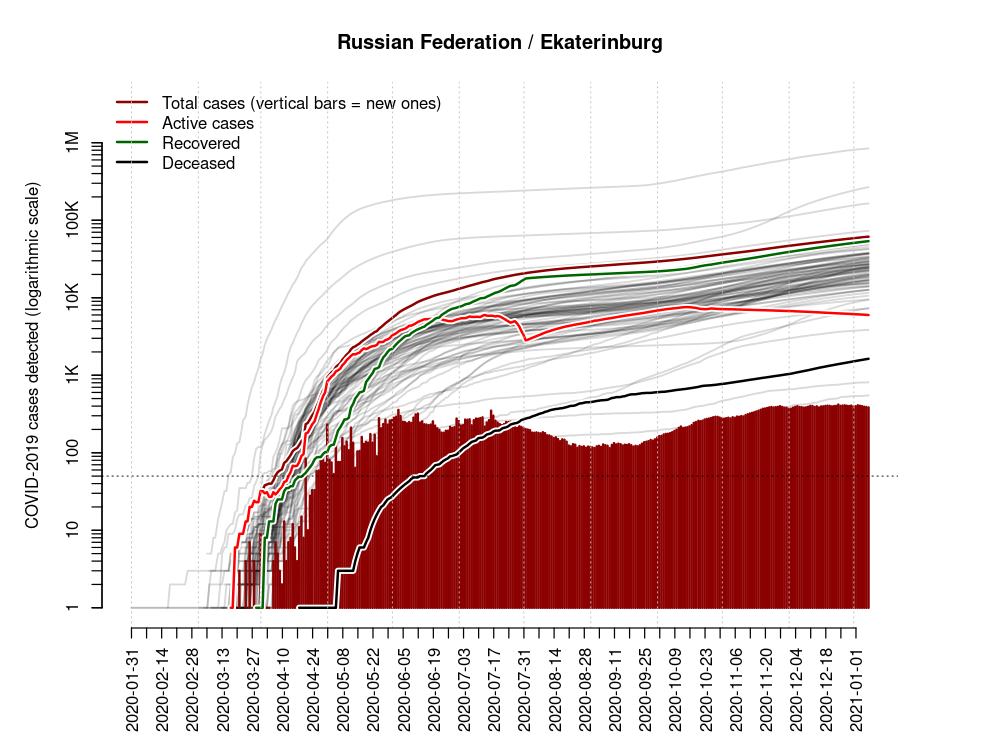 Russian Federation / Ekaterinburg
Total cases (vertical bars = new ones)
Active cases
Recovered
Deceased
COVID-2019 cases detected (logarithmic scale)
1M
100K
10K
1K
100
10
1
2020-01-31
2020-02-14
2020-02-28
2020-03-13
2020-03-27
2020-04-10
2020-04-24
2020-05-08
2020-05-22
2020-06-05
2020-06-19
2020-07-03
2020-07-17
2020-07-31
2020-08-14
2020-08-28
2020-09-11
2020-09-25
2020-10-09
2020-10-23
2020-11-06
2020-11-20
2020-12-04
2020-12-18
2021-01-01